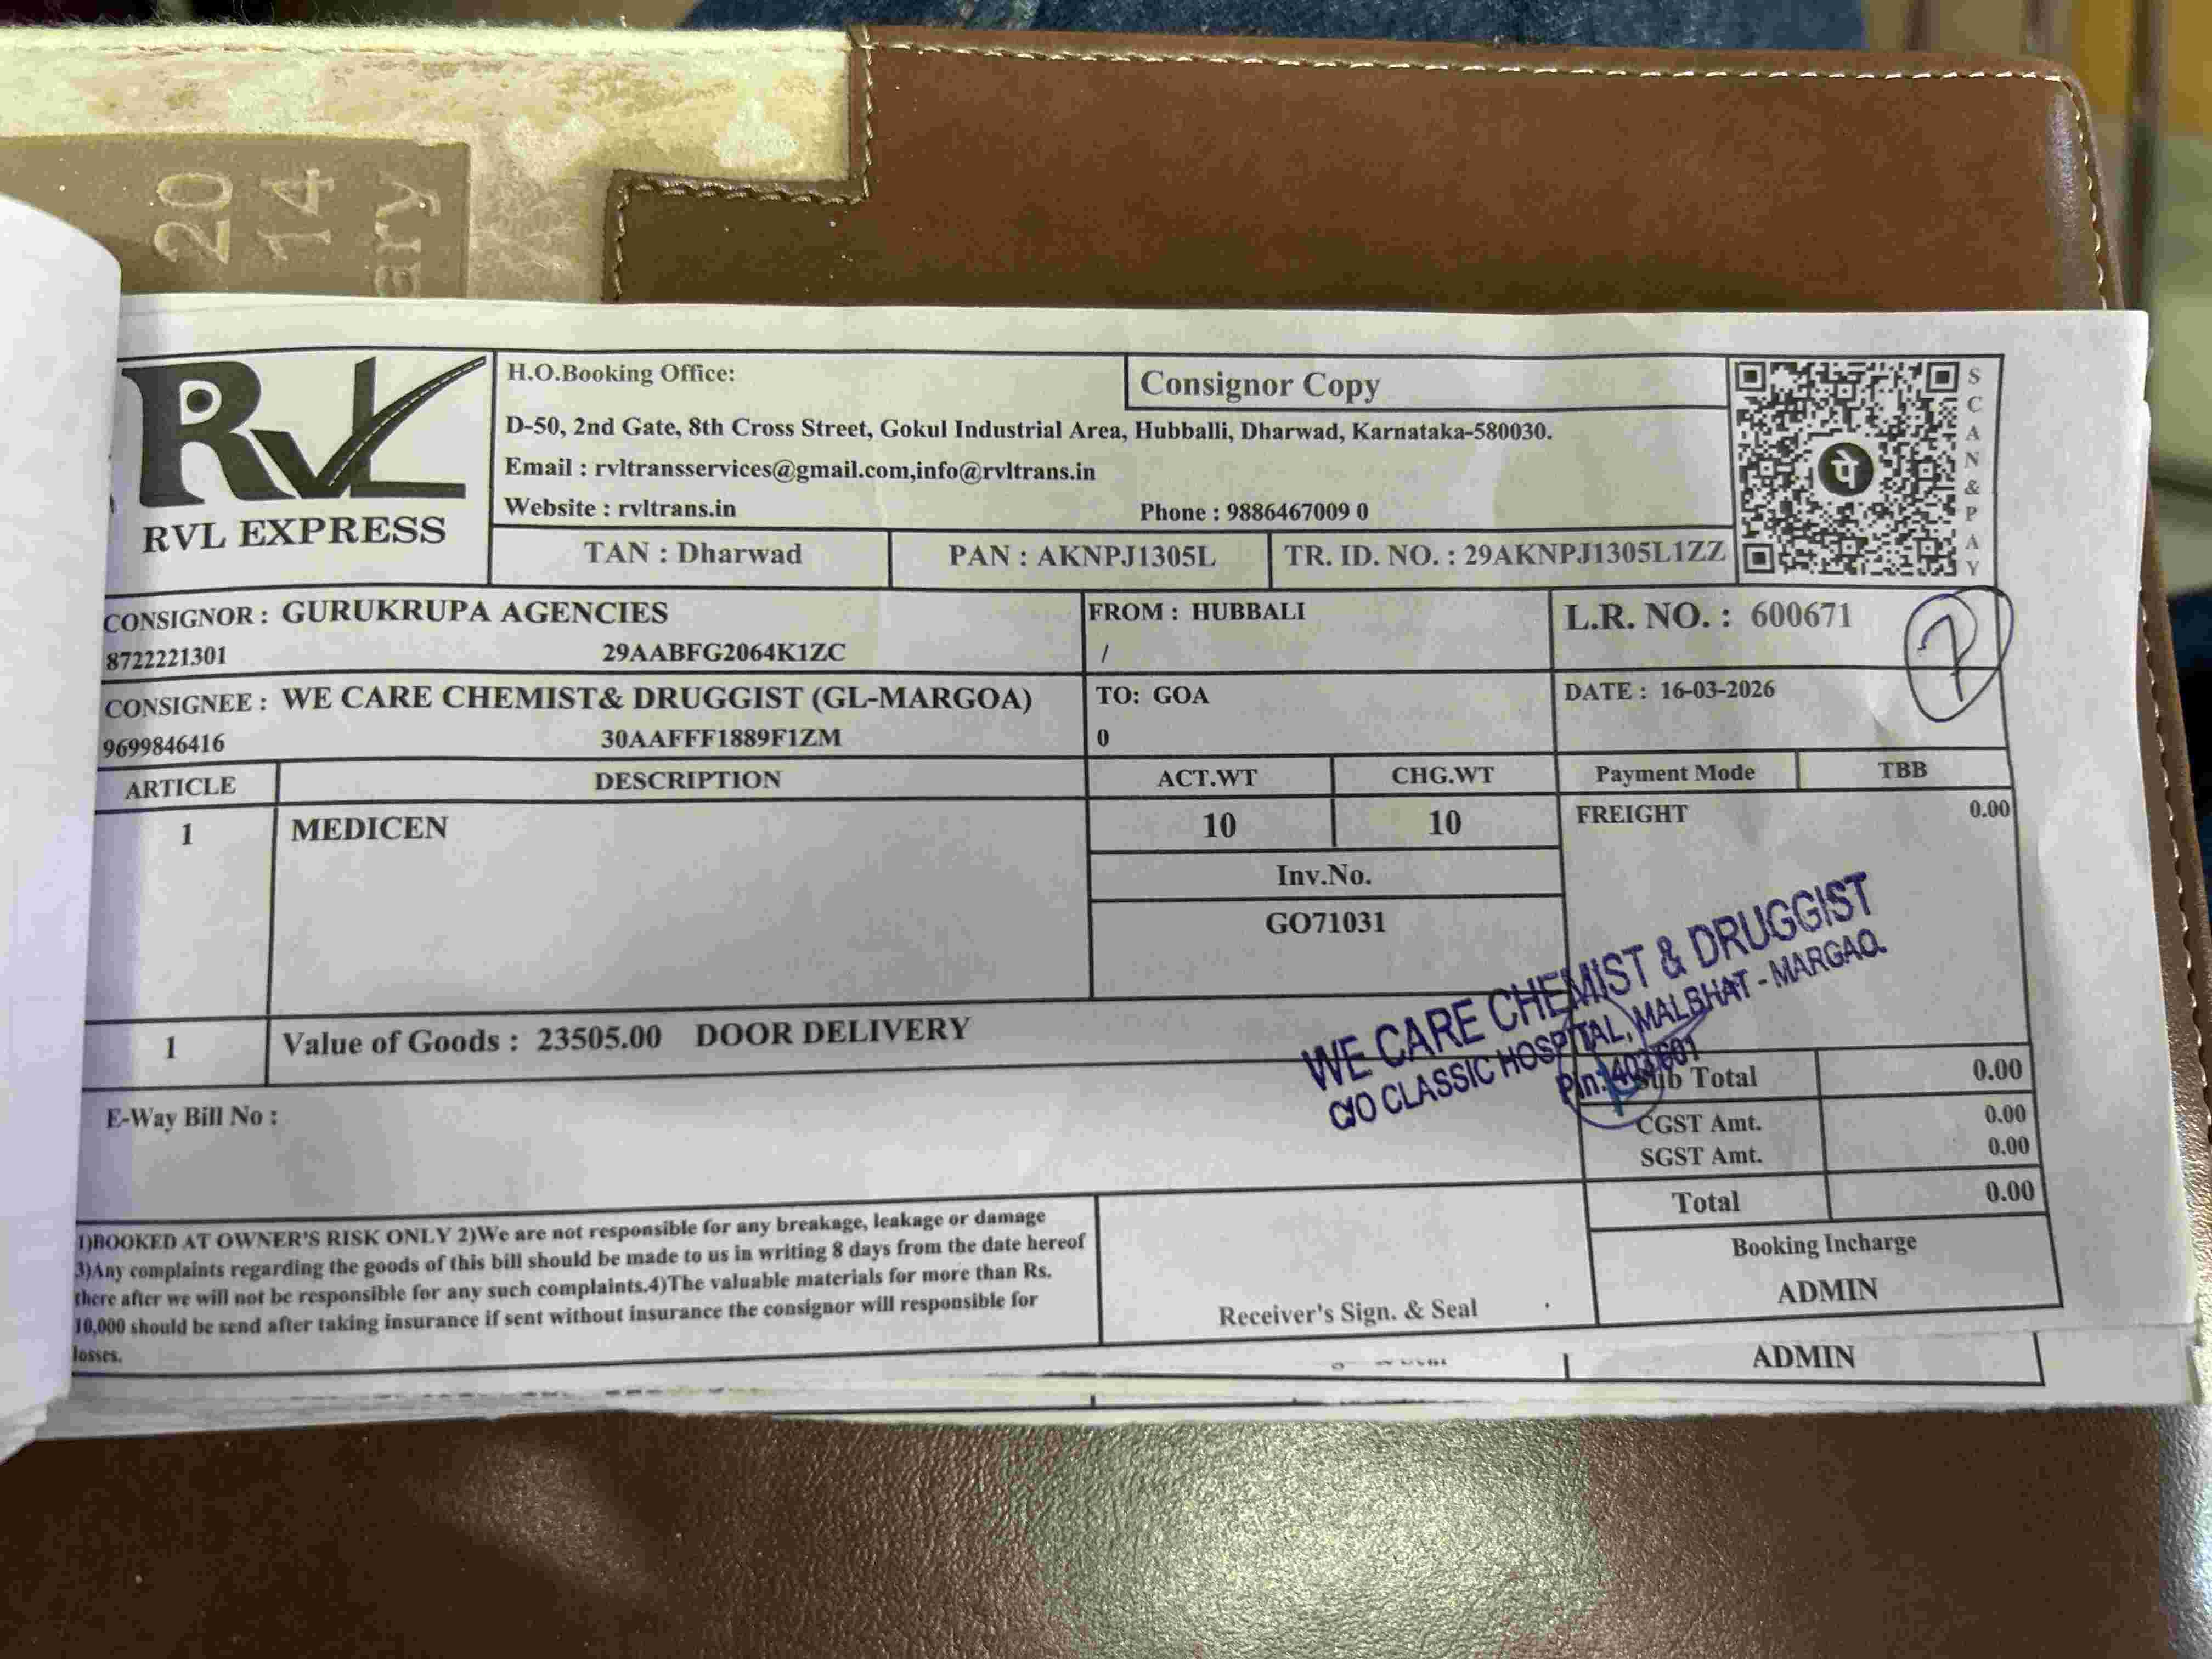 20
14
ary
RVL EXPRESS
H.O.Booking Office:
Consignor Copy
D-50, 2nd Gate, 8th Cross Street, Gokul Industrial Area, Hubballi, Dharwad, Karnataka-580030.
Email : rvltransservices@gmail.com,info@rvltrans.in
Website : rvltrans.in Phone : 9886467009 0
TAN : Dharwad PAN : AKNPJ1305L TR. ID. NO. : 29AKNPJ1305L1ZZ
SCAN & PAY
पे
CONSIGNOR : GURUKRUPA AGENCIES FROM : HUBBALI L.R. NO. : 600671
8722221301 29AABFG2064K1ZC /
7
CONSIGNEE : WE CARE CHEMIST& DRUGGIST (GL-MARGOA) TO: GOA DATE : 16-03-2026
9699846416 30AAFFF1889F1ZM 0
ARTICLE DESCRIPTION ACT.WT CHG.WT Payment Mode TBB
1 MEDICEN 10 10 FREIGHT 0.00
Inv.No.
GO71031
WE CARE CHEMIST & DRUGGIST
C/O CLASSIC HOSPITAL, MALBHAT - MARGAO.
Pin: 403601
1 Value of Goods : 23505.00 DOOR DELIVERY
Sub Total 0.00
E-Way Bill No :
CGST Amt. 0.00
SGST Amt. 0.00
Total 0.00
1)BOOKED AT OWNER'S RISK ONLY 2)We are not responsible for any breakage, leakage or damage
3)Any complaints regarding the goods of this bill should be made to us in writing 8 days from the date hereof
there after we will not be responsible for any such complaints.4)The valuable materials for more than Rs.
10,000 should be send after taking insurance if sent without insurance the consignor will responsible for
losses.
Receiver's Sign. & Seal
Booking Incharge
ADMIN
ADMIN